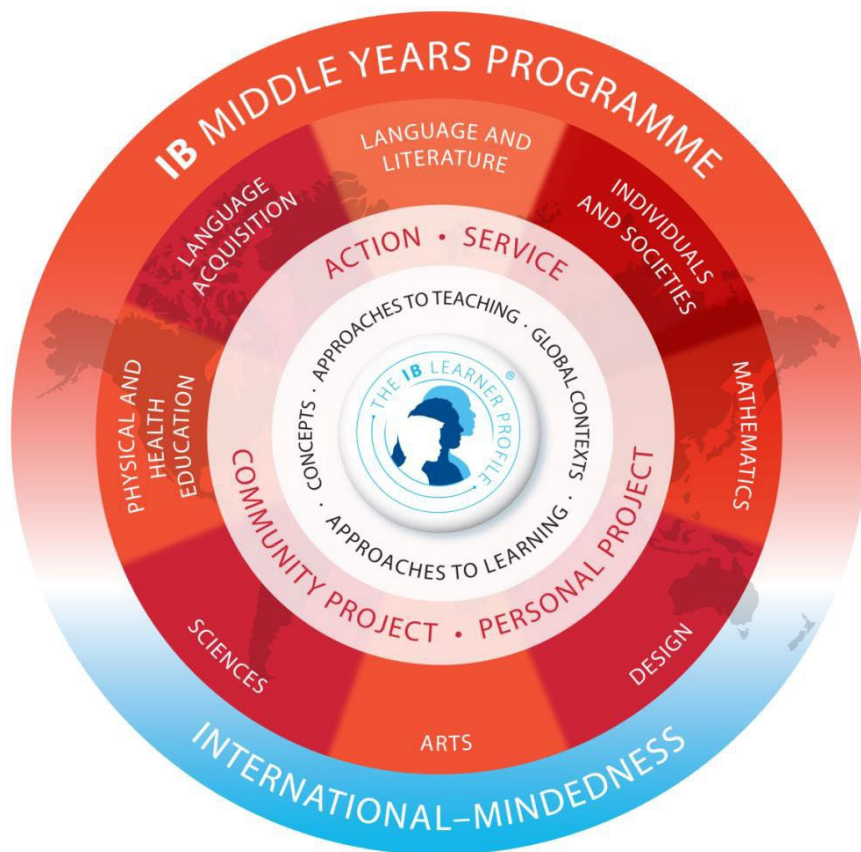 IB MIDDLE YEARS PROGRAMME
LANGUAGE AND
LITERATURE
INDIVIDUALS
AND SOCIETIES
MATHEMATICS
DESIGN
ARTS
SCIENCES
PHYSICAL AND
HEALTH
EDUCATION
LANGUAGE
ACQUISITION
ACTION • SERVICE
COMMUNITY PROJECT • PERSONAL PROJECT
APPROACHES TO TEACHING · GLOBAL CONTEXTS ·
APPROACHES TO LEARNING · CONCEPTS ·
THE IB LEARNER PROFILE ®
INTERNATIONAL–MINDEDNESS